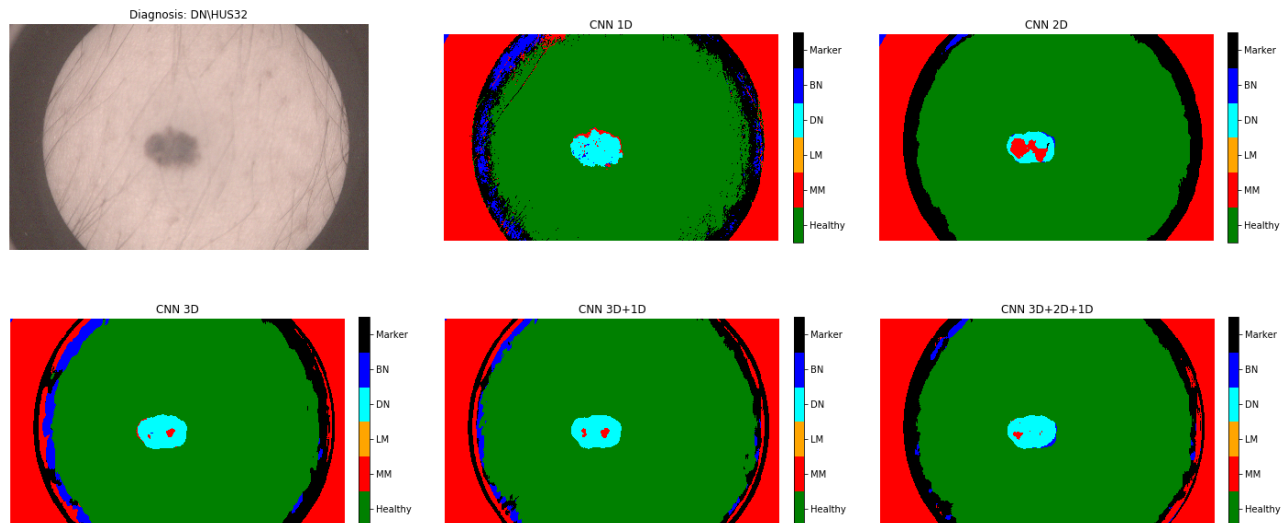 Diagnosis: DN\HUS32
CNN 1D
Marker
BN
DN
LM
MM
Healthy
CNN 2D
Marker
BN
DN
LM
MM
Healthy
CNN 3D
Marker
BN
DN
LM
MM
Healthy
CNN 3D+1D
Marker
BN
DN
LM
MM
Healthy
CNN 3D+2D+1D
Marker
BN
DN
LM
MM
Healthy